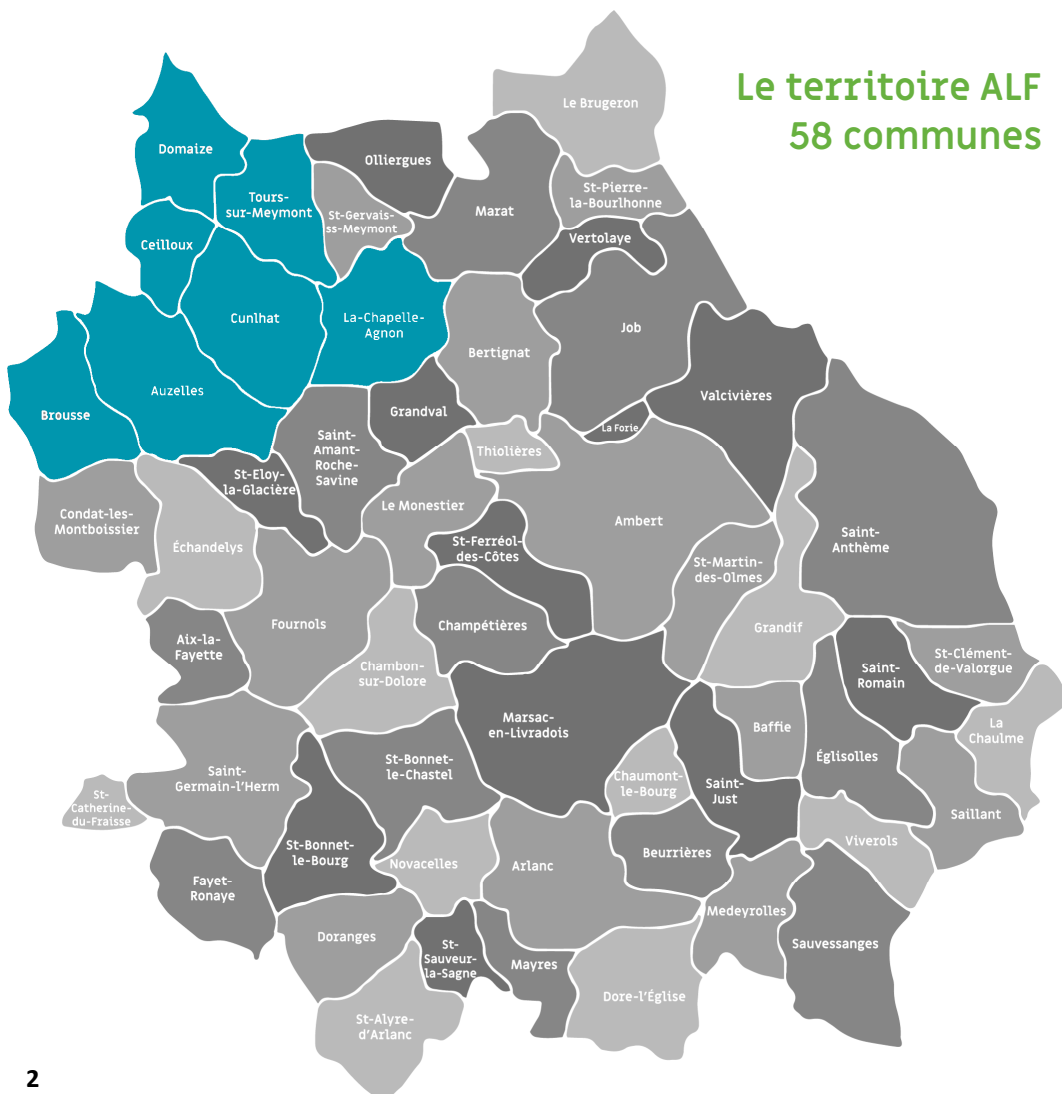 Le territoire ALF
58 communes
Le Brugeron
Domaize
Olliergues
Tours-
sur-Meymont
St-Gervais-
ss-Meymont
Marat
St-Pierre-
la-Bourlhonne
Vertolaye
Ceilloux
Cunlhat
La-Chapelle-
Agnon
Job
Bertignat
Auzelles
Brousse
Grandval
Valcivières
La Forie
Saint-
Amant-
Roche-
Savine
Thiolières
St-Eloy-
la-Glacière
Le Monestier
Condat-les-
Montboissier
Échandelys
Ambert
Saint-
Anthème
St-Ferréol-
des-Côtes
St-Martin-
des-Olmes
Fournols
Champétières
Grandif
Aix-la-
Fayette
Chambon-
sur-Dolore
Saint-
Romain
St-Clément-
de-Valorgue
Marsac-
en-Livradois
Baffie
La
Chaulme
Églisolles
St-Bonnet-
le-Chastel
Saint-
Germain-l'Herm
Chaumont-
le-Bourg
Saint-
Just
St-
Catherine-
du-Fraisse
Saillant
Viverols
St-Bonnet-
le-Bourg
Novacelles
Arlanc
Beurrières
Fayet-
Ronaye
Medeyrolles
Doranges
St-
Sauveur-
la-Sagne
Mayres
Sauvessanges
Dore-l'Église
St-Alyre-
d'Arlanc
2